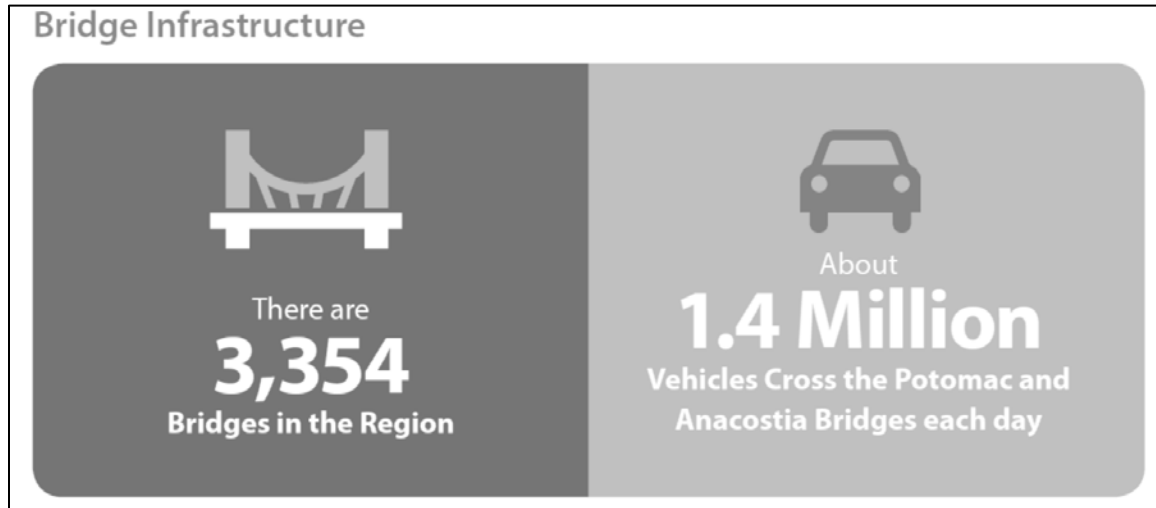 Bridge Infrastructure
There are
3,354
Bridges in the Region
About
1.4 Million
Vehicles Cross the Potomac and
Anacostia Bridges each day